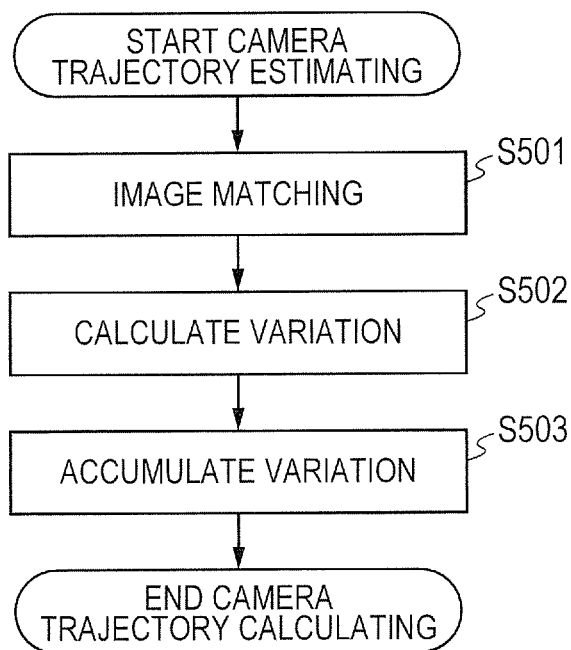 START CAMERA
TRAJECTORY ESTIMATING
S501
IMAGE MATCHING
S502
CALCULATE VARIATION
S503
ACCUMULATE VARIATION
END CAMERA
TRAJECTORY CALCULATING